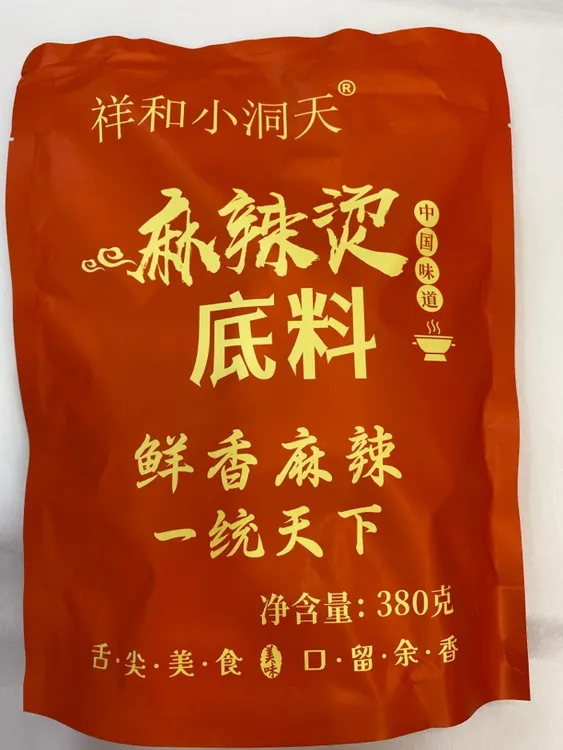 祥和小洞天®
麻辣烫
中国味道
底料
鲜香麻辣
一统天下
净含量：380克
舌·尖·美·食 美味 口·留·余·香